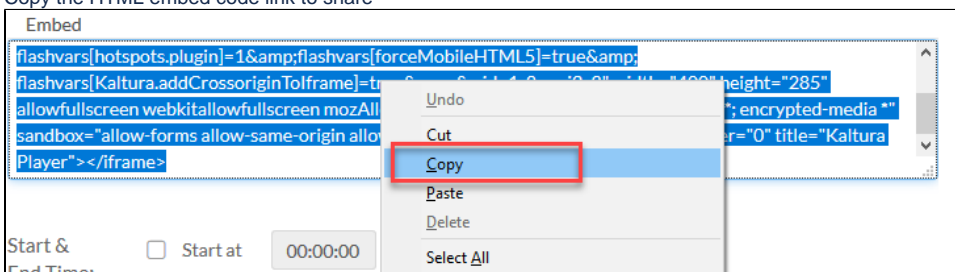 Copy the HTML embed code link to share
Embed
flashvars[hotspots.plugin]=1&amp;flashvars[forceMobileHTML5]=true&amp;
flashvars[Kaltura.addCrossoriginToIframe]=tr height="285"
allowfullscreen webkitallowfullscreen mozAll *; encrypted-media *"
sandbox="allow-forms allow-same-origin allo er="0" title="Kaltura
Player"></iframe>
Undo
Cut
Copy
Paste
Delete
Select All
Start & Start at 00:00:00
End Time: